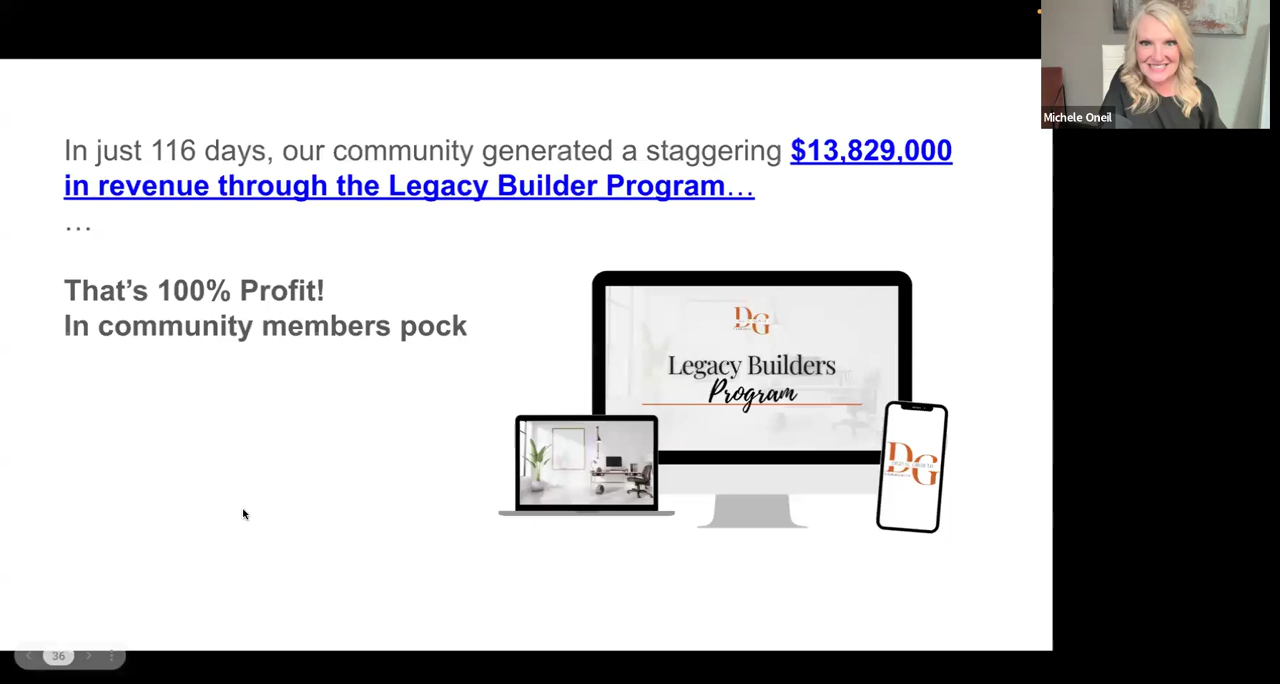 Michele Oneil
In just 116 days, our community generated a staggering $13,829,000
in revenue through the Legacy Builder Program…
…
That’s 100% Profit!
In community members pock
DG
Legacy Builders
Program
DG
36